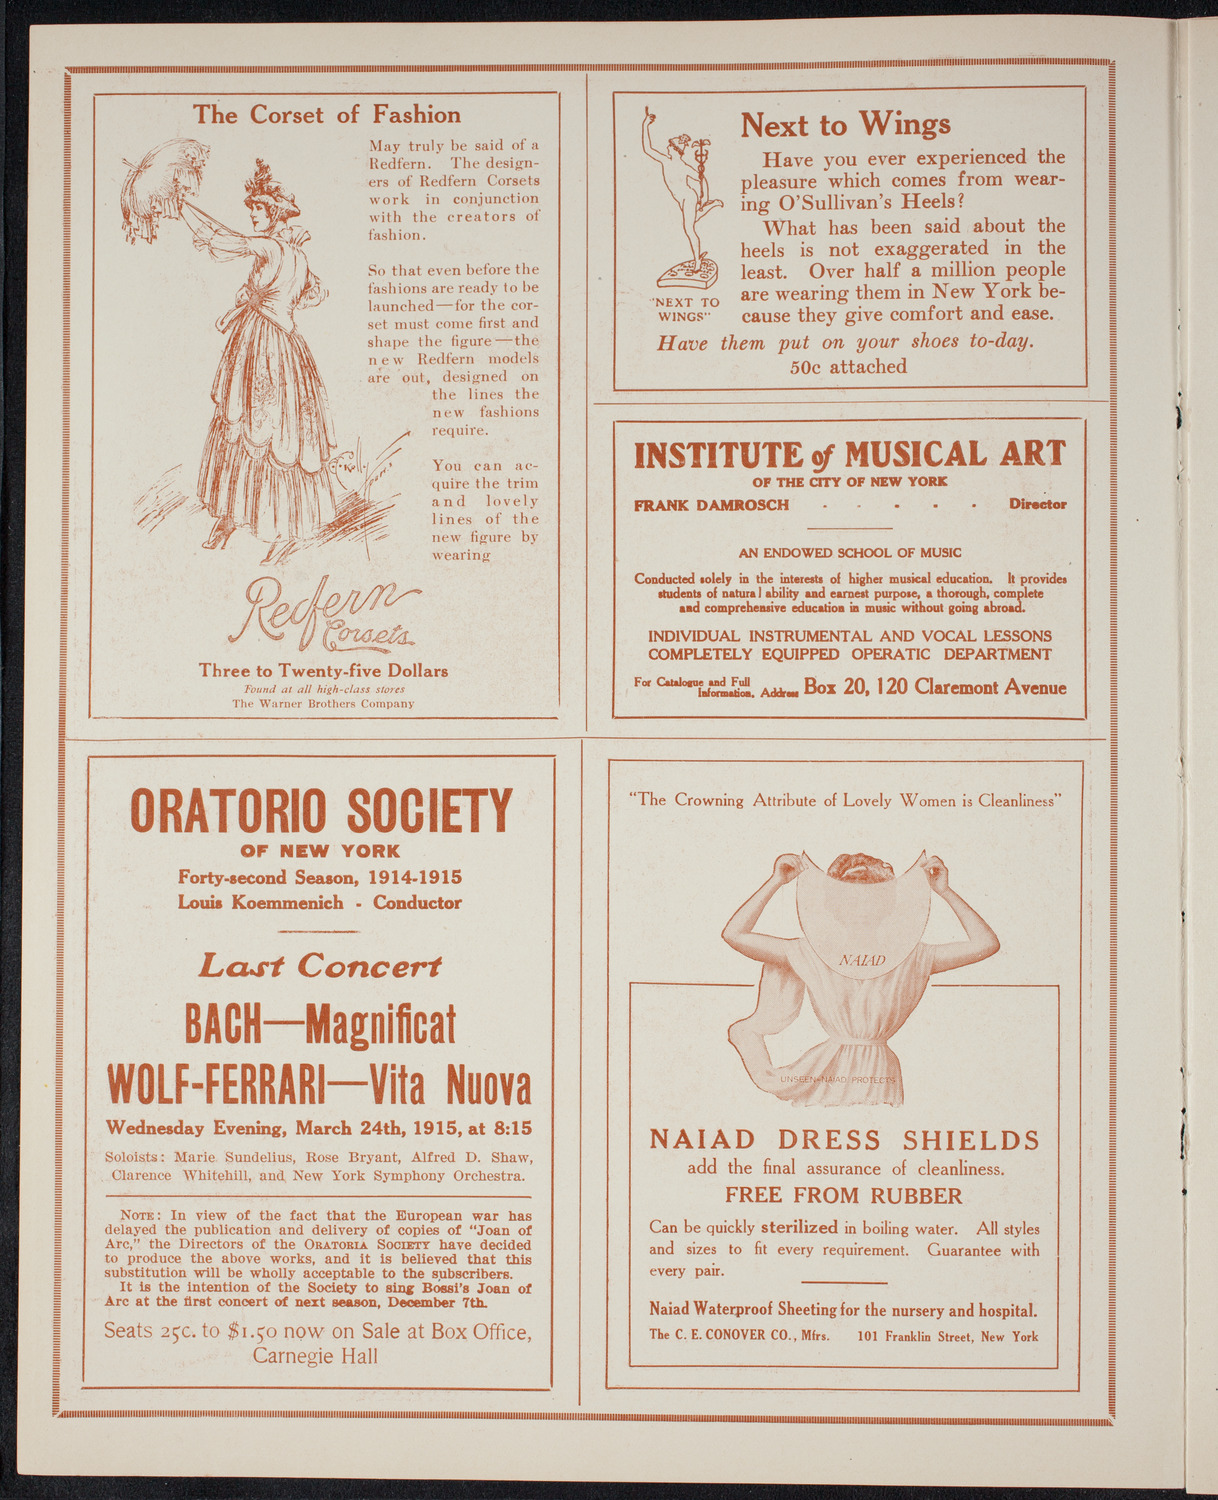 The Corset of Fashion
May truly be said of a
Redfern. The design-
ers of Redfern Corsets
work in conjunction
with the creators of
fashion.
So that even before the
fashions are ready to be
launched—for the cor-
set must come first and
shape the figure—the
new Redfern models
are out, designed on
the lines the
new fashions
require.
You can ac-
quire the trim
and lovely
lines of the
new figure by
wearing
Redfern
Corsets
Three to Twenty-five Dollars
Found at all high-class stores
The Warner Brothers Company
Next to Wings
Have you ever experienced the
pleasure which comes from wear-
ing O'Sullivan's Heels?
What has been said about the
heels is not exaggerated in the
least. Over half a million people
are wearing them in New York be-
cause they give comfort and ease.
"NEXT TO
WINGS"
Have them put on your shoes to-day.
50c attached
INSTITUTE of MUSICAL ART
OF THE CITY OF NEW YORK
FRANK DAMROSCH - - - - - Director
AN ENDOWED SCHOOL OF MUSIC
Conducted solely in the interests of higher musical education. It provides
students of natural ability and earnest purpose, a thorough, complete
and comprehensive education in music without going abroad.
INDIVIDUAL INSTRUMENTAL AND VOCAL LESSONS
COMPLETELY EQUIPPED OPERATIC DEPARTMENT
For Catalogue and Full
Information, Address Box 20, 120 Claremont Avenue
ORATORIO SOCIETY
OF NEW YORK
Forty-second Season, 1914-1915
Louis Koemmenich - Conductor
Last Concert
BACH—Magnificat
WOLF-FERRARI—Vita Nuova
Wednesday Evening, March 24th, 1915, at 8:15
Soloists: Marie Sundelius, Rose Bryant, Alfred D. Shaw,
Clarence Whitehill, and New York Symphony Orchestra.
NOTE: In view of the fact that the European war has
delayed the publication and delivery of copies of "Joan of
Arc," the Directors of the ORATORIA SOCIETY have decided
to produce the above works, and it is believed that this
substitution will be wholly acceptable to the subscribers.
It is the intention of the Society to sing Bossi's Joan of
Arc at the first concert of next season, December 7th.
Seats 25c. to $1.50 now on Sale at Box Office,
Carnegie Hall
"The Crowning Attribute of Lovely Women is Cleanliness"
NAIAD
UNSEEN-NAIAD PROTECTS
NAIAD DRESS SHIELDS
add the final assurance of cleanliness.
FREE FROM RUBBER
Can be quickly sterilized in boiling water. All styles
and sizes to fit every requirement. Guarantee with
every pair.
Naiad Waterproof Sheeting for the nursery and hospital.
The C. E. CONOVER CO., Mfrs. 101 Franklin Street, New York